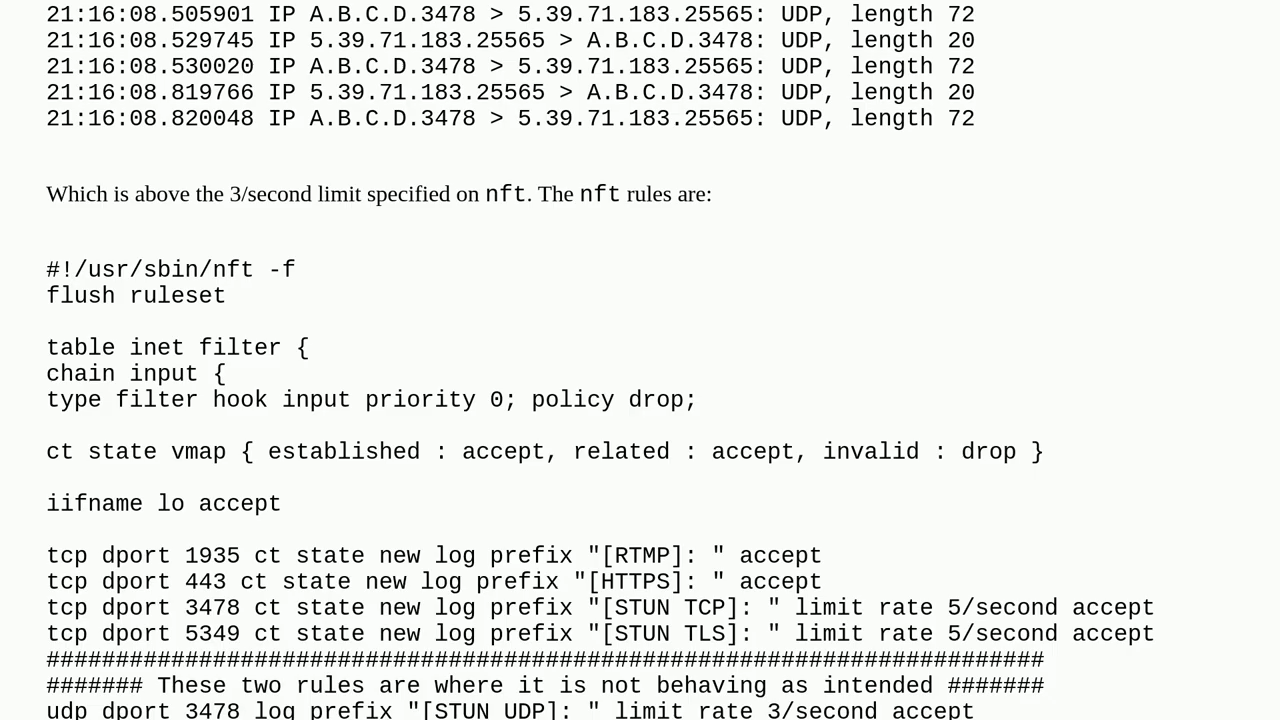 21:16:08.505901 IP A.B.C.D.3478 > 5.39.71.183.25565: UDP, length 72
21:16:08.529745 IP 5.39.71.183.25565 > A.B.C.D.3478: UDP, length 20
21:16:08.530020 IP A.B.C.D.3478 > 5.39.71.183.25565: UDP, length 72
21:16:08.819766 IP 5.39.71.183.25565 > A.B.C.D.3478: UDP, length 20
21:16:08.820048 IP A.B.C.D.3478 > 5.39.71.183.25565: UDP, length 72
Which is above the 3/second limit specified on nft. The nft rules are:
#!/usr/sbin/nft -f
flush ruleset
table inet filter {
chain input {
type filter hook input priority 0; policy drop;
ct state vmap { established : accept, related : accept, invalid : drop }
iifname lo accept
tcp dport 1935 ct state new log prefix "[RTMP]: " accept
tcp dport 443 ct state new log prefix "[HTTPS]: " accept
tcp dport 3478 ct state new log prefix "[STUN TCP]: " limit rate 5/second accept
tcp dport 5349 ct state new log prefix "[STUN TLS]: " limit rate 5/second accept
########################################################################
####### These two rules are where it is not behaving as intended #######
udp dport 3478 log prefix "[STUN UDP]: " limit rate 3/second accept